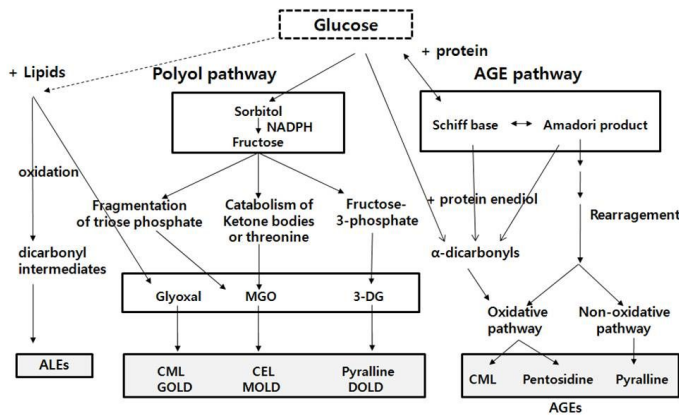 Glucose
+ protein
+ Lipids
Polyol pathway
AGE pathway
Sorbitol
NADPH
Fructose
Schiff base
Amadori product
oxidation
Fragmentation
of triose phosphate
Catabolism of
Ketone bodies
or threonine
Fructose-
3-phosphate
+ protein enediol
Rearragement
dicarbonyl
intermediates
α-dicarbonyls
Glyoxal
MGO
3-DG
Oxidative
pathway
Non-oxidative
pathway
ALEs
CML
GOLD
CEL
MOLD
Pyralline
DOLD
CML
Pentosidine
Pyralline
AGEs